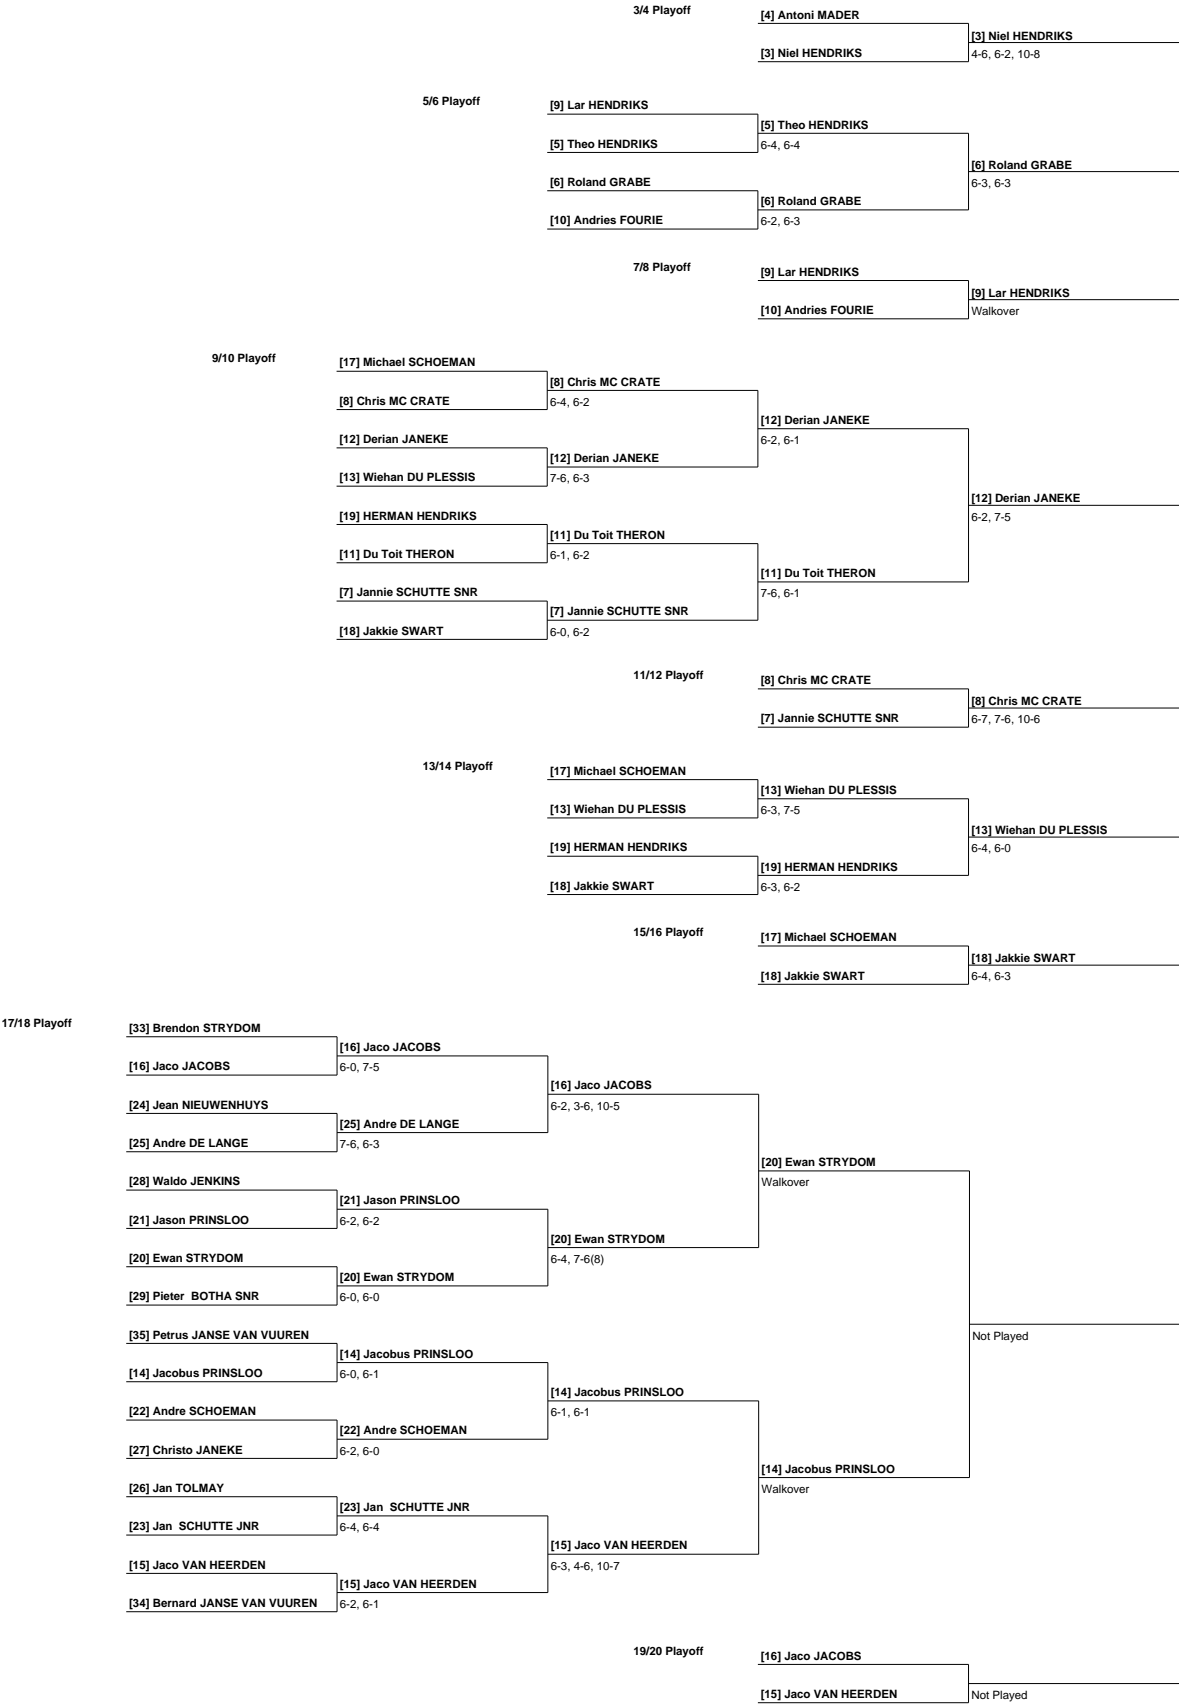 3/4 Playoff
[4] Antoni MADER
[3] Niel HENDRIKS
[3] Niel HENDRIKS
4-6, 6-2, 10-8
5/6 Playoff
[9] Lar HENDRIKS
[5] Theo HENDRIKS
[5] Theo HENDRIKS
6-4, 6-4
[6] Roland GRABE
[6] Roland GRABE
6-3, 6-3
[6] Roland GRABE
[10] Andries FOURIE
6-2, 6-3
7/8 Playoff
[9] Lar HENDRIKS
[9] Lar HENDRIKS
[10] Andries FOURIE
Walkover
9/10 Playoff
[17] Michael SCHOEMAN
[8] Chris MC CRATE
[8] Chris MC CRATE
6-4, 6-2
[12] Derian JANEKE
[12] Derian JANEKE
6-2, 6-1
[12] Derian JANEKE
[13] Wiehan DU PLESSIS
7-6, 6-3
[12] Derian JANEKE
6-2, 7-5
[19] HERMAN HENDRIKS
[11] Du Toit THERON
[11] Du Toit THERON
6-1, 6-2
[11] Du Toit THERON
7-6, 6-1
[7] Jannie SCHUTTE SNR
[7] Jannie SCHUTTE SNR
[18] Jakkie SWART
6-0, 6-2
11/12 Playoff
[8] Chris MC CRATE
[8] Chris MC CRATE
[7] Jannie SCHUTTE SNR
6-7, 7-6, 10-6
13/14 Playoff
[17] Michael SCHOEMAN
[13] Wiehan DU PLESSIS
[13] Wiehan DU PLESSIS
6-3, 7-5
[13] Wiehan DU PLESSIS
6-4, 6-0
[19] HERMAN HENDRIKS
[19] HERMAN HENDRIKS
[18] Jakkie SWART
6-3, 6-2
15/16 Playoff
[17] Michael SCHOEMAN
[18] Jakkie SWART
[18] Jakkie SWART
6-4, 6-3
17/18 Playoff
[33] Brendon STRYDOM
[16] Jaco JACOBS
[16] Jaco JACOBS
6-0, 7-5
[16] Jaco JACOBS
6-2, 3-6, 10-5
[24] Jean NIEUWENHUYS
[25] Andre DE LANGE
[25] Andre DE LANGE
7-6, 6-3
[20] Ewan STRYDOM
Walkover
[28] Waldo JENKINS
[21] Jason PRINSLOO
[21] Jason PRINSLOO
6-2, 6-2
[20] Ewan STRYDOM
6-4, 7-6(8)
[20] Ewan STRYDOM
[20] Ewan STRYDOM
[29] Pieter BOTHA SNR
6-0, 6-0
Not Played
[35] Petrus JANSE VAN VUUREN
[14] Jacobus PRINSLOO
[14] Jacobus PRINSLOO
6-0, 6-1
[14] Jacobus PRINSLOO
6-1, 6-1
[22] Andre SCHOEMAN
[22] Andre SCHOEMAN
[27] Christo JANEKE
6-2, 6-0
[14] Jacobus PRINSLOO
Walkover
[26] Jan TOLMAY
[23] Jan SCHUTTE JNR
[23] Jan SCHUTTE JNR
6-4, 6-4
[15] Jaco VAN HEERDEN
6-3, 4-6, 10-7
[15] Jaco VAN HEERDEN
[15] Jaco VAN HEERDEN
[34] Bernard JANSE VAN VUUREN
6-2, 6-1
19/20 Playoff
[16] Jaco JACOBS
[15] Jaco VAN HEERDEN
Not Played